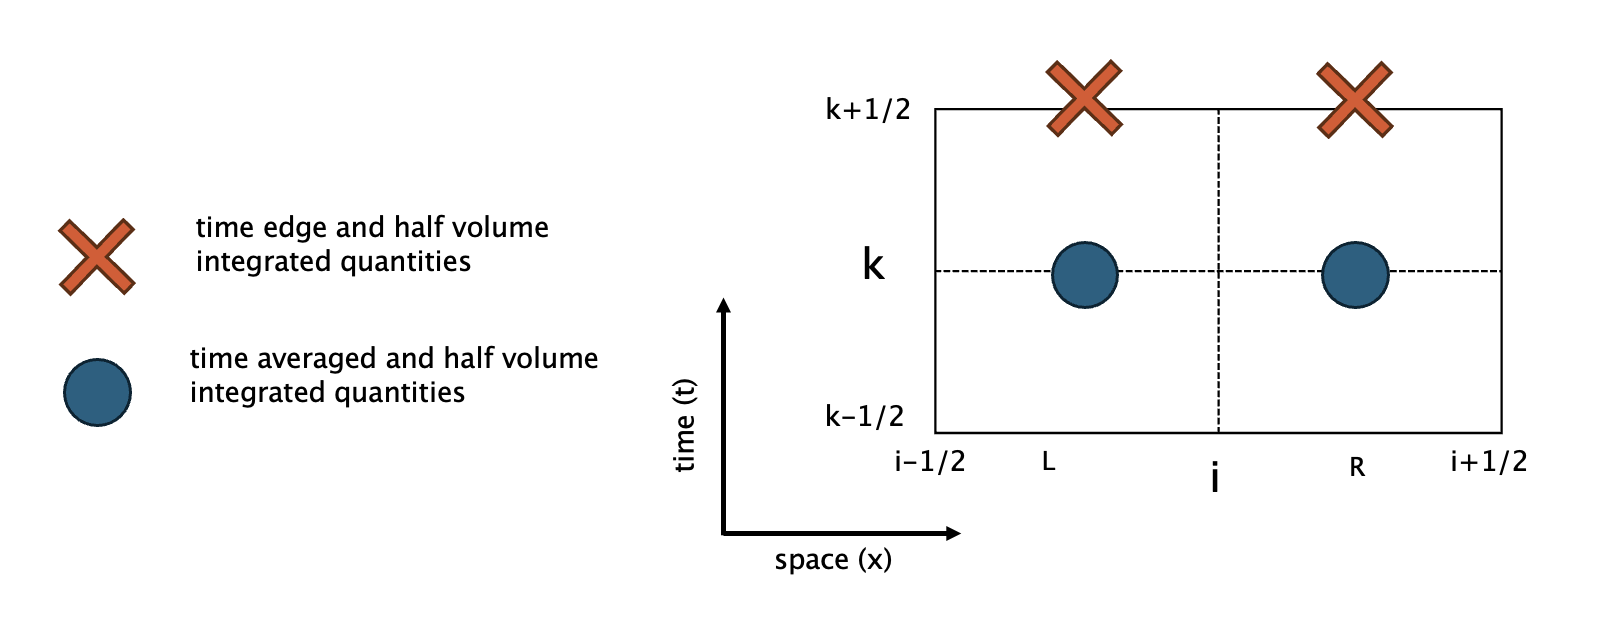 time edge and half volume
integrated quantities
time averaged and half volume
integrated quantities
time (t)
space (x)
k+1/2
k
k−1/2
i−1/2
L
i
R
i+1/2